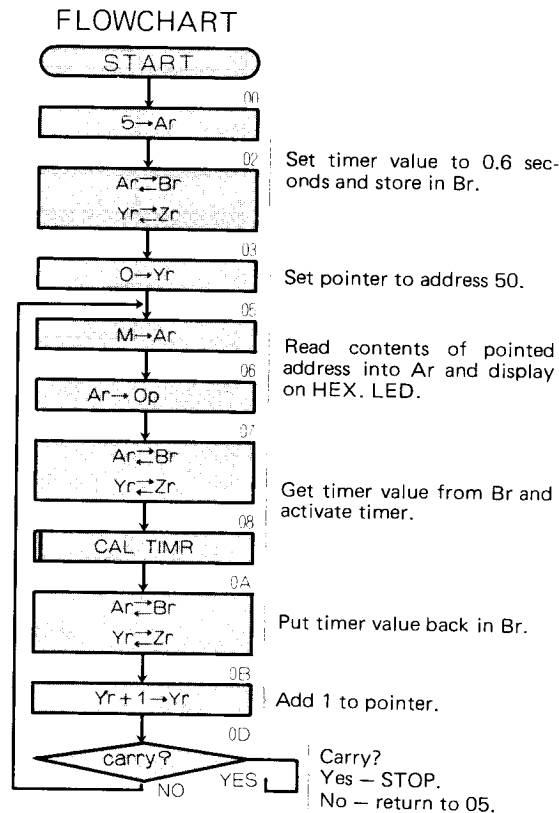 FLOWCHART
START
00
5→Ar
02
Ar⇄Br
Yr⇄Zr
Set timer value to 0.6 sec-
onds and store in Br.
03
0→Yr
Set pointer to address 50.
05
M→Ar
Read contents of pointed
address into Ar and display
on HEX. LED.
06
Ar→Op
07
Ar⇄Br
Yr⇄Zr
Get timer value from Br and
activate timer.
08
CAL TIMR
0A
Ar⇄Br
Yr⇄Zr
Put timer value back in Br.
0B
Yr + 1→Yr
Add 1 to pointer.
0D
carry?
YES
NO
Carry?
Yes – STOP.
No – return to 05.